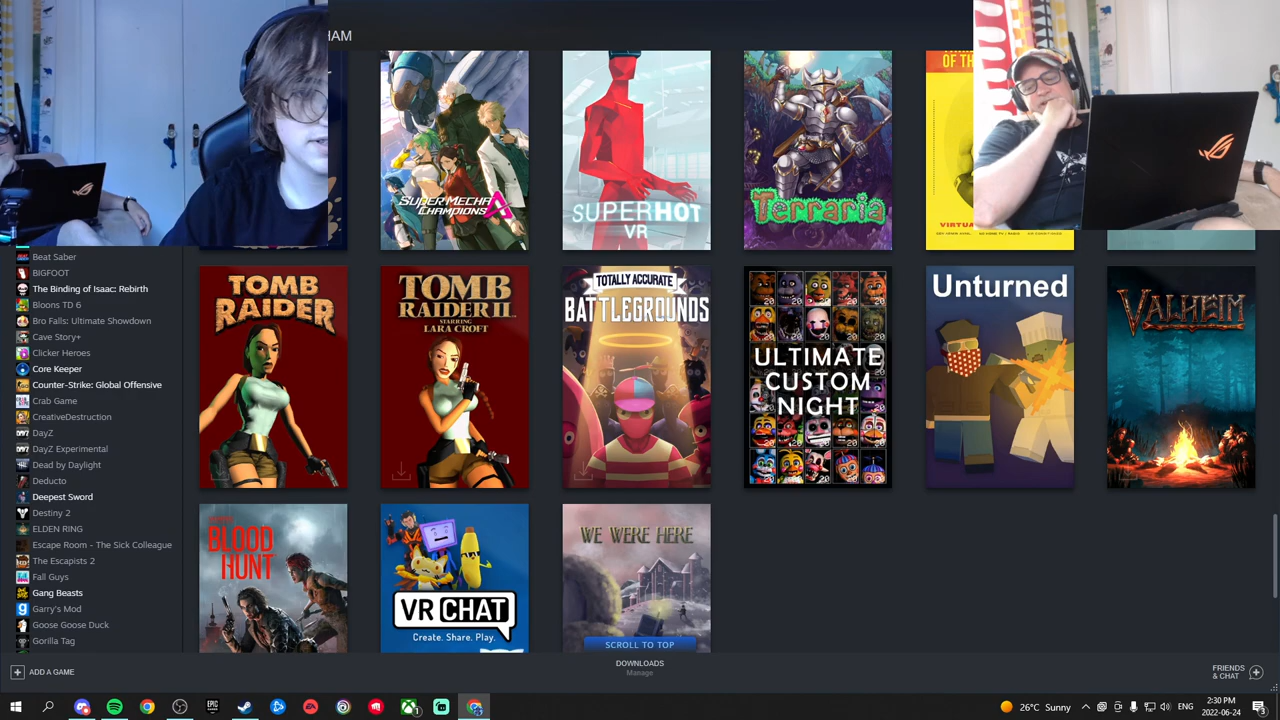 HAM
OF TH
SUPER MECHA
CHAMPIONS
SUPERHOT
VR
Terraria
VIRTUA
Beat Saber
BIGFOOT
The Binding of Isaac: Rebirth
Bloons TD 6
Bro Falls: Ultimate Showdown
Cave Story+
Clicker Heroes
Core Keeper
Counter-Strike: Global Offensive
Crab Game
CreativeDestruction
DayZ
DayZ Experimental
Dead by Daylight
Deducto
Deepest Sword
Destiny 2
ELDEN RING
Escape Room - The Sick Colleague
The Escapists 2
Fall Guys
Gang Beasts
Garry's Mod
Goose Goose Duck
Gorilla Tag
TOMB
RAIDER
TOMB
RAIDER II
STARRING
LARA CROFT
TOTALLY ACCURATE
BATTLEGROUNDS
ULTIMATE
CUSTOM
NIGHT
Unturned
VALHEIM
BLOOD
HUNT
VR CHAT
Create. Share. Play.
WE WERE HERE
SCROLL TO TOP
ADD A GAME
DOWNLOADS
Manage
FRIENDS
& CHAT
EPIC
GAMES
26°C Sunny
ENG
2:30 PM
2022-06-24